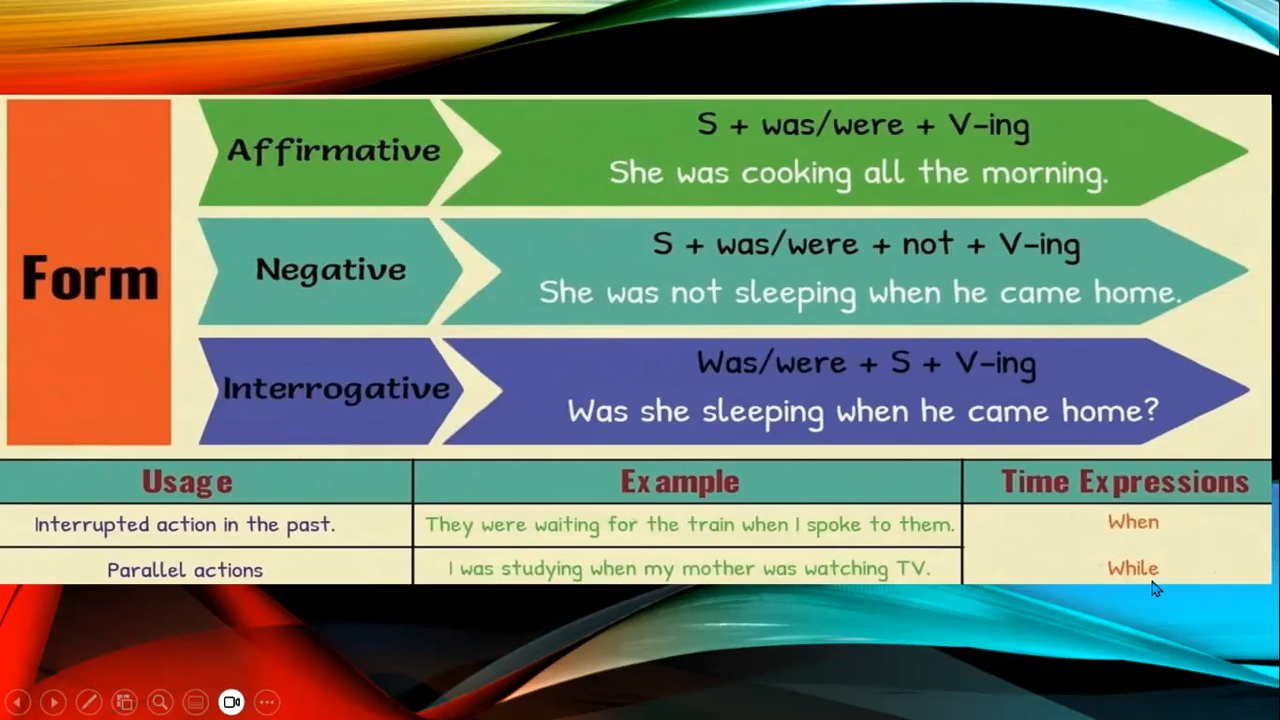 Form
Affirmative
S + was/were + V-ing
She was cooking all the morning.
Negative
S + was/were + not + V-ing
She was not sleeping when he came home.
Interrogative
Was/were + S + V-ing
Was she sleeping when he came home?
Usage
Example
Time Expressions
Interrupted action in the past.
They were waiting for the train when I spoke to them.
When
Parallel actions
I was studying when my mother was watching TV.
While